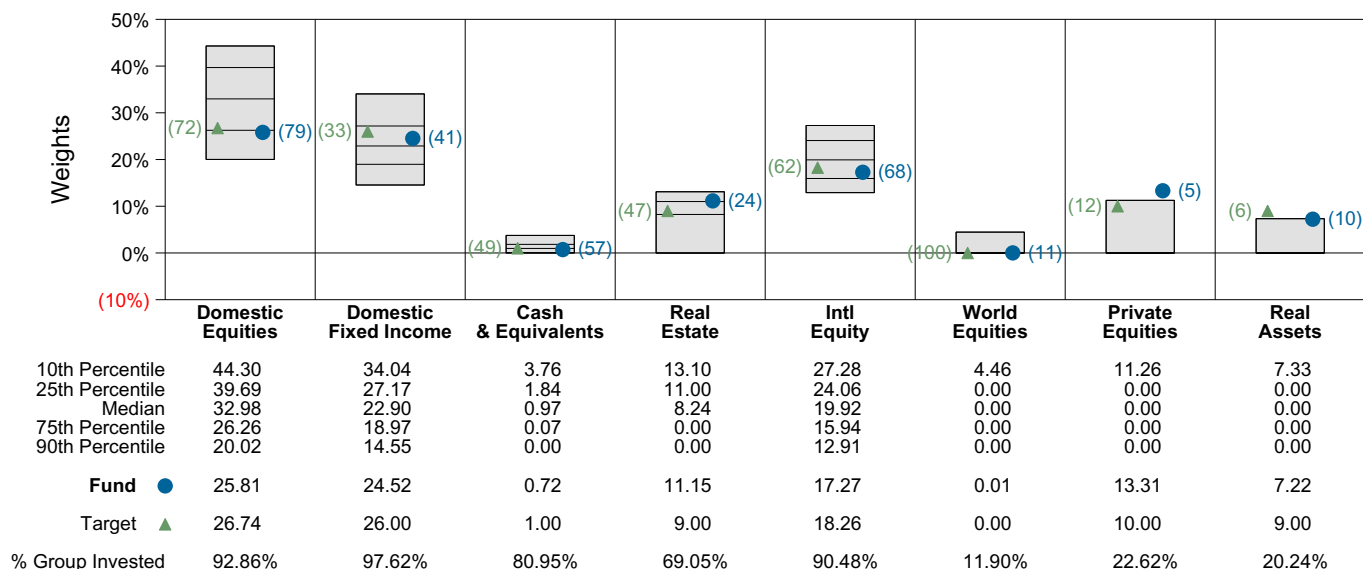 50%
40%
30%
20%
10%
0%
(10%)
Weights
(72) (79) (33) (41) (49) (57) (47) (24) (62) (68) (100) (11) (12) (5) (6) (10)
Domestic Equities Domestic Fixed Income Cash & Equivalents Real Estate Intl Equity World Equities Private Equities Real Assets
10th Percentile 44.30 34.04 3.76 13.10 27.28 4.46 11.26 7.33
25th Percentile 39.69 27.17 1.84 11.00 24.06 0.00 0.00 0.00
Median 32.98 22.90 0.97 8.24 19.92 0.00 0.00 0.00
75th Percentile 26.26 18.97 0.07 0.00 15.94 0.00 0.00 0.00
90th Percentile 20.02 14.55 0.00 0.00 12.91 0.00 0.00 0.00
Fund 25.81 24.52 0.72 11.15 17.27 0.01 13.31 7.22
Target 26.74 26.00 1.00 9.00 18.26 0.00 10.00 9.00
% Group Invested 92.86% 97.62% 80.95% 69.05% 90.48% 11.90% 22.62% 20.24%